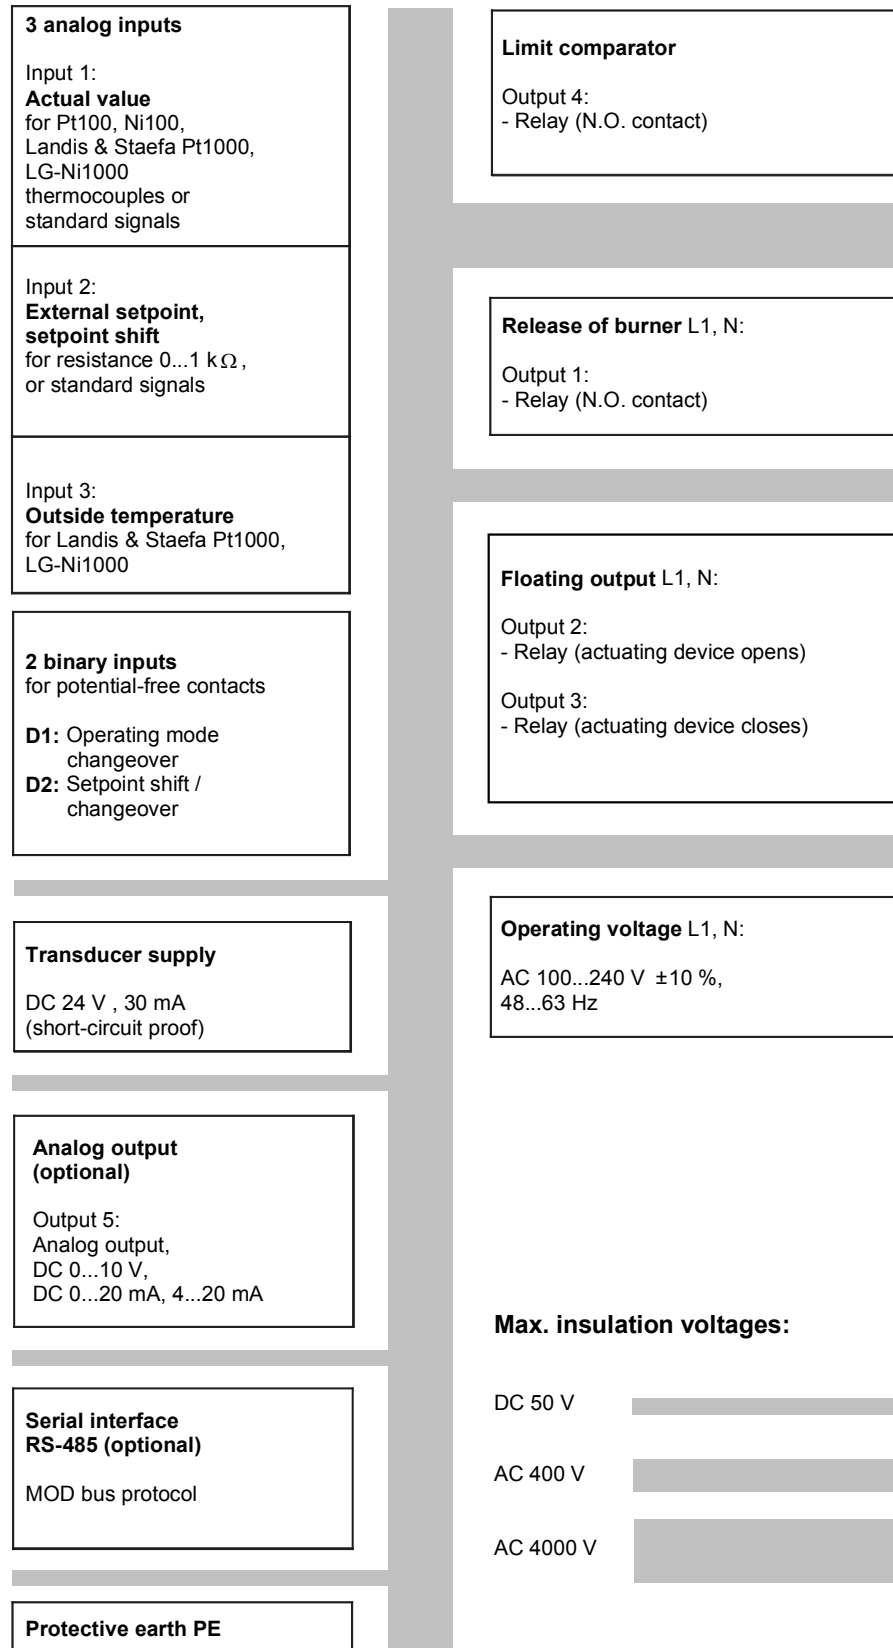 3 analog inputs
Input 1:
Actual value
for Pt100, Ni100,
Landis & Staefa Pt1000,
LG-Ni1000
thermocouples or
standard signals
Input 2:
External setpoint,
setpoint shift
for resistance 0...1 kΩ ,
or standard signals
Input 3:
Outside temperature
for Landis & Staefa Pt1000,
LG-Ni1000
2 binary inputs
for potential-free contacts
D1: Operating mode
changeover
D2: Setpoint shift /
changeover
Transducer supply
DC 24 V , 30 mA
(short-circuit proof)
Analog output
(optional)
Output 5:
Analog output,
DC 0...10 V,
DC 0...20 mA, 4...20 mA
Serial interface
RS-485 (optional)
MOD bus protocol
Protective earth PE
Limit comparator
Output 4:
- Relay (N.O. contact)
Release of burner L1, N:
Output 1:
- Relay (N.O. contact)
Floating output L1, N:
Output 2:
- Relay (actuating device opens)
Output 3:
- Relay (actuating device closes)
Operating voltage L1, N:
AC 100...240 V ±10 %,
48...63 Hz
Max. insulation voltages:
DC 50 V
AC 400 V
AC 4000 V